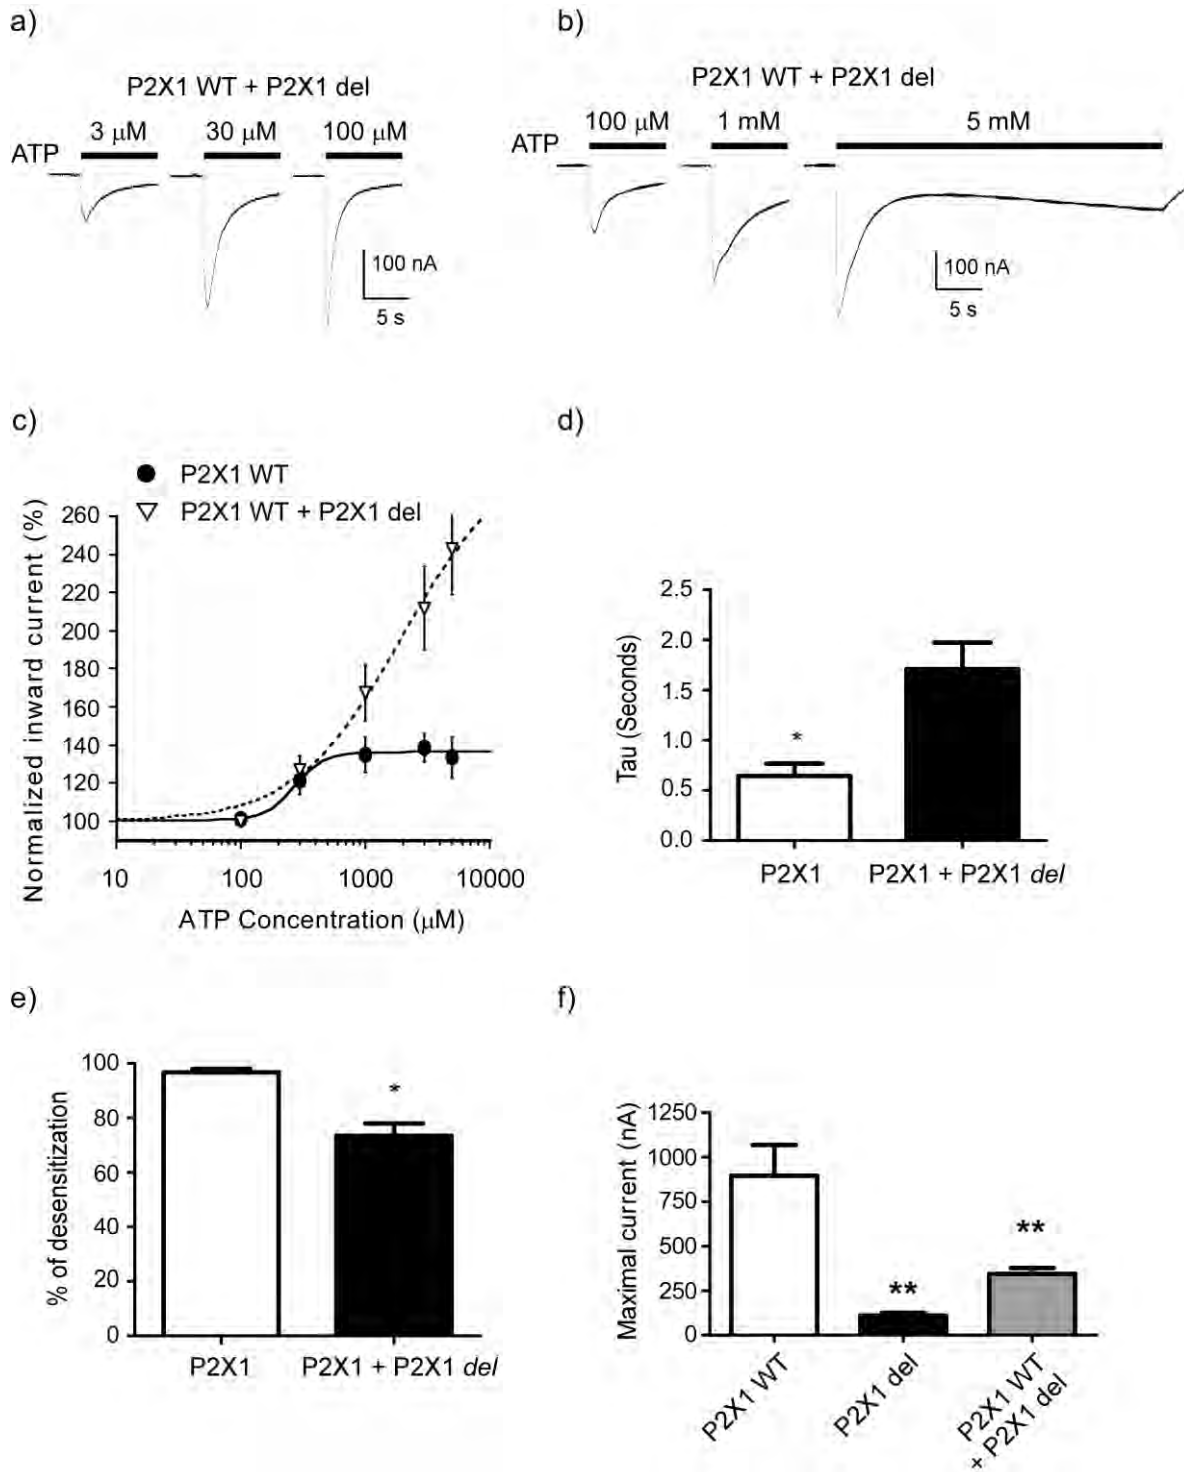 a)
P2X1 WT + P2X1 del
3 μM 30 μM 100 μM
ATP
100 nA
5 s
b)
P2X1 WT + P2X1 del
100 μM 1 mM 5 mM
ATP
100 nA
5 s
c)
P2X1 WT
P2X1 WT + P2X1 del
Normalized inward current (%)
260
240
220
200
180
160
140
120
100
10 100 1000 10000
ATP Concentration (μM)
d)
Tau (Seconds)
2.5
2.0
1.5
1.0
0.5
0.0
*
P2X1 P2X1 + P2X1 del
e)
% of desensitization
100
80
60
40
20
0
*
P2X1 P2X1 + P2X1 del
f)
Maximal current (nA)
1250
1000
750
500
250
0
**
**
P2X1 WT
P2X1 del
P2X1 WT
+ P2X1 del